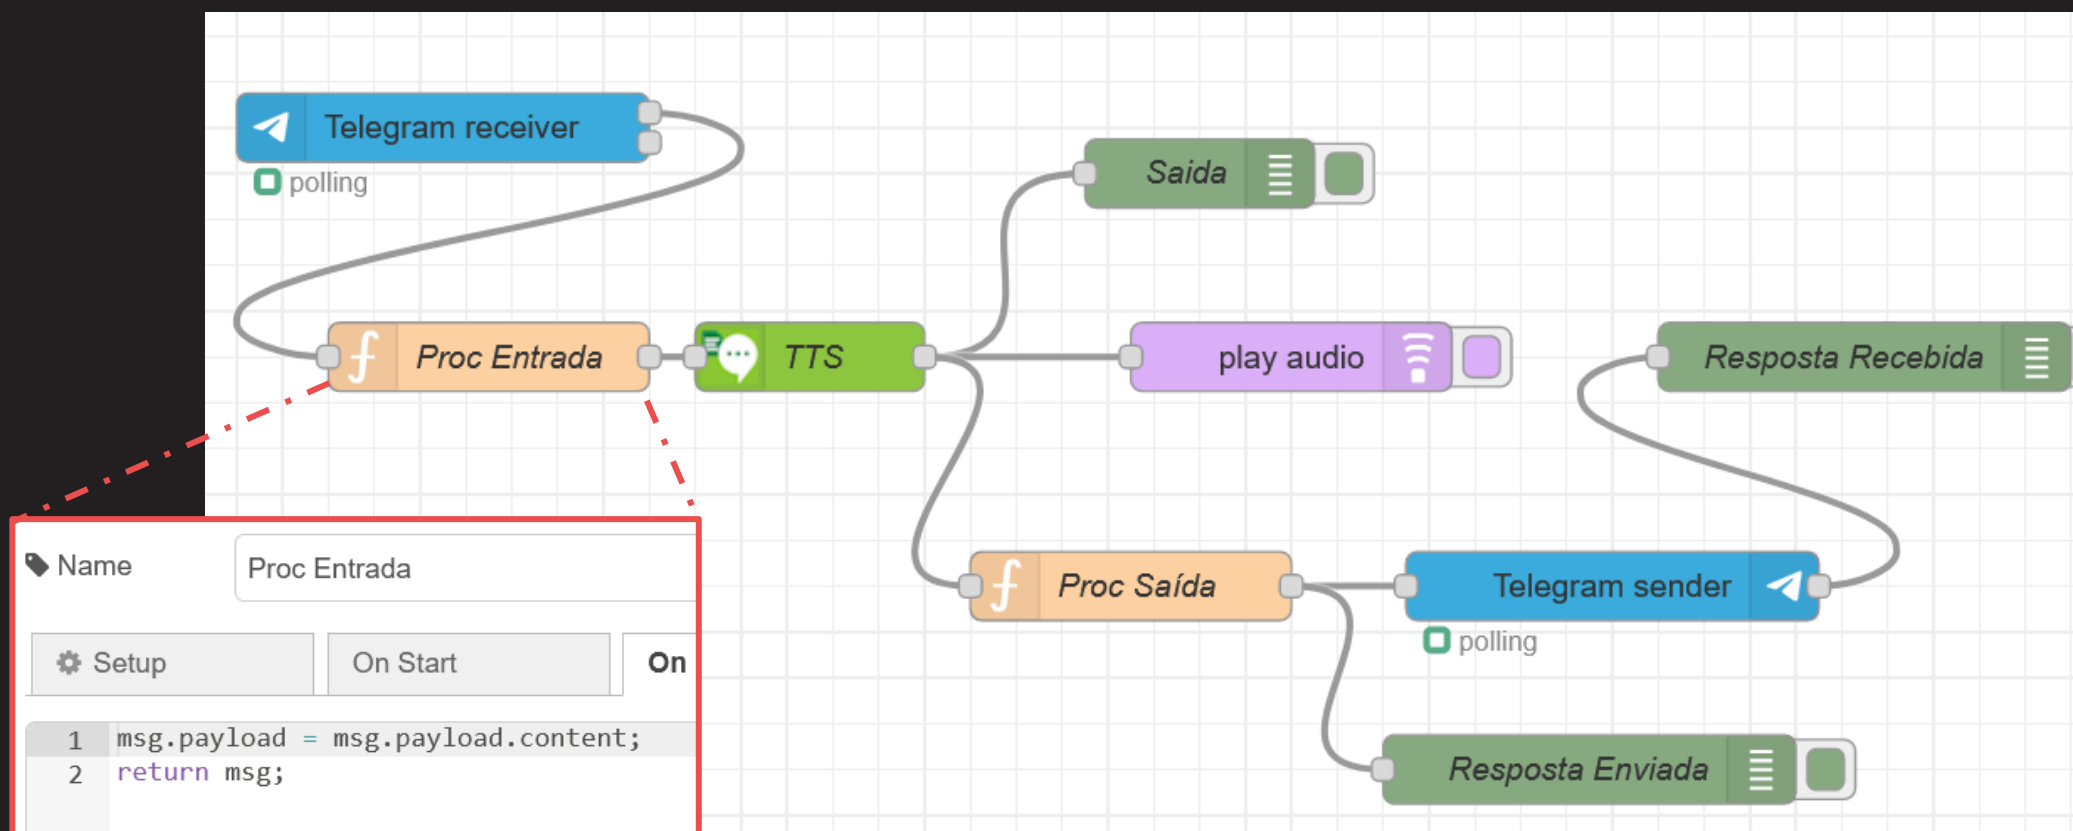 Telegram receiver
polling
Saida
Proc Entrada
TTS
play audio
Resposta Recebida
Proc Saída
Telegram sender
polling
Resposta Enviada
Name
Proc Entrada
Setup
On Start
On
1 msg.payload = msg.payload.content;
2 return msg;